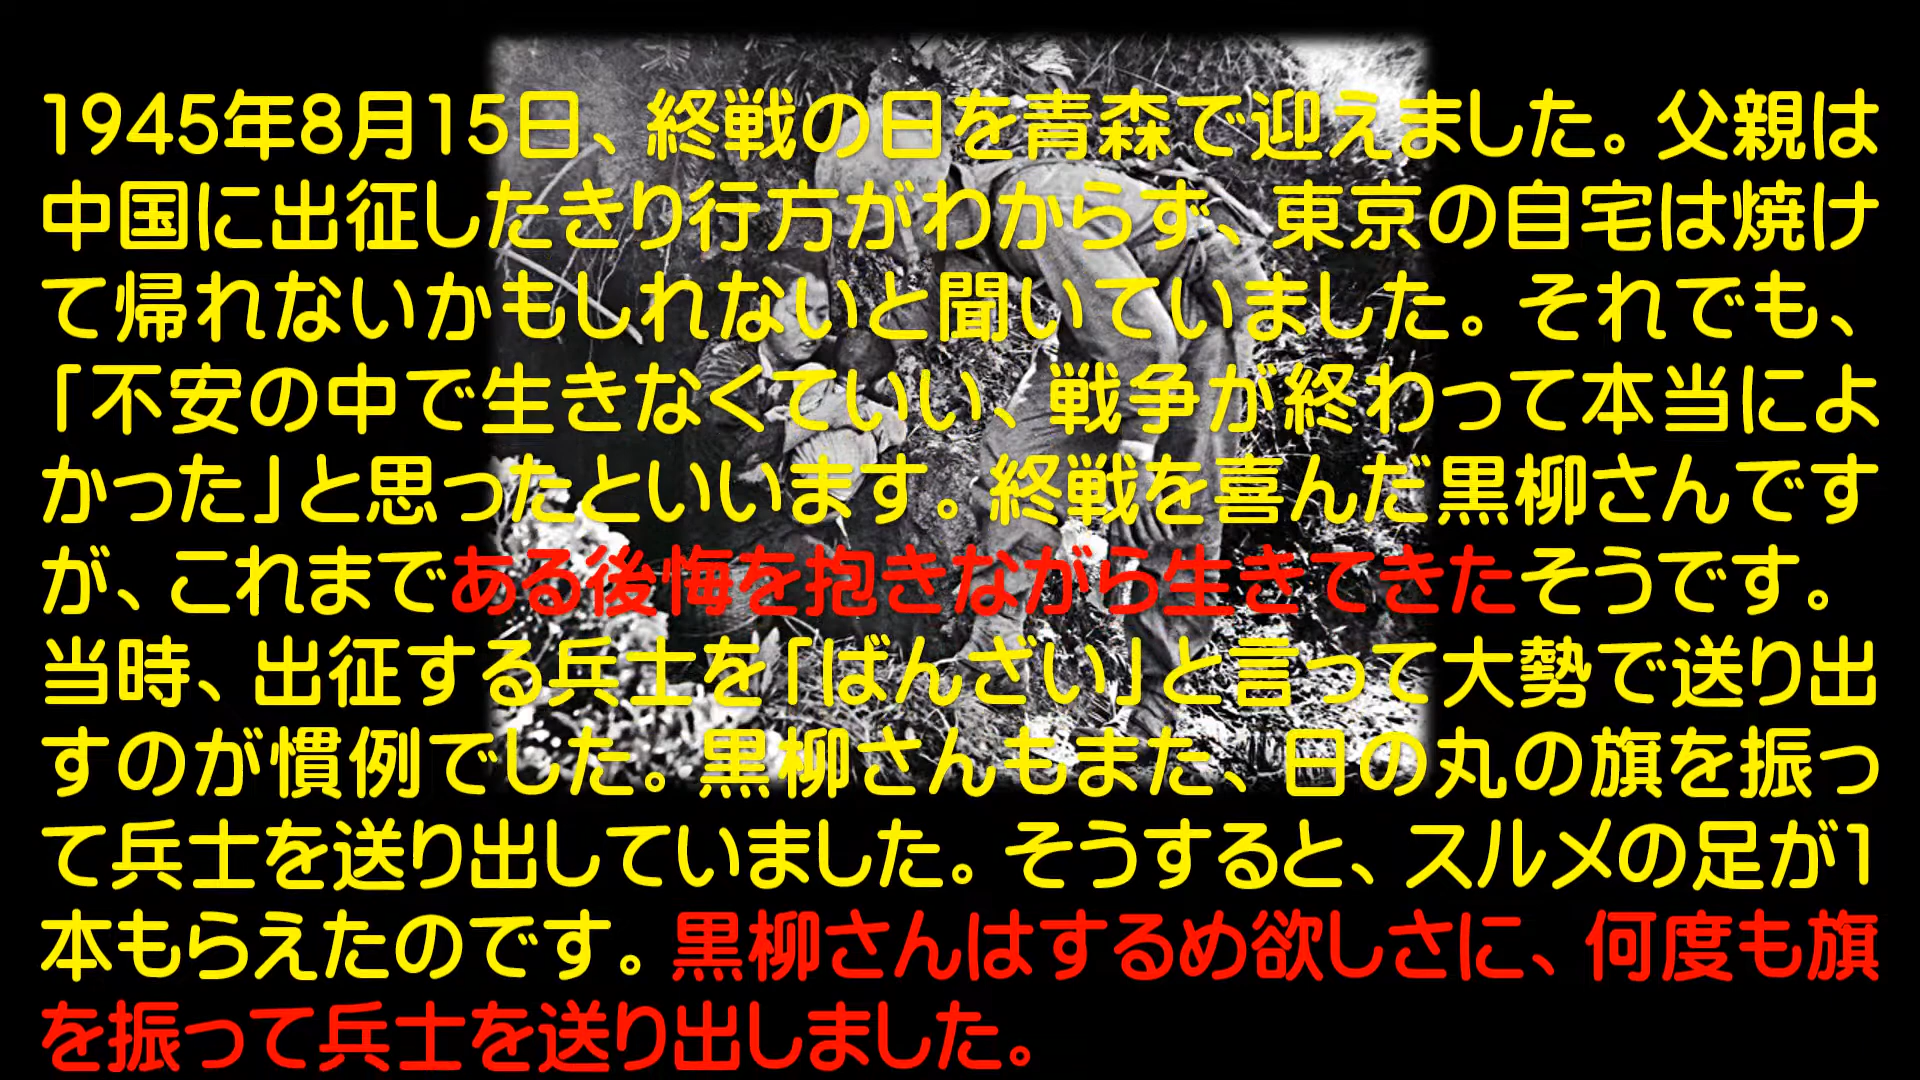 1945年8月15日、終戦の日を青森で迎えました。父親は
中国に出征したきり行方がわからず、東京の自宅は焼け
て帰れないかもしれないと聞いていました。それでも、
「不安の中で生きなくていい、戦争が終わって本当によ
かった」と思ったといいます。終戦を喜んだ黒柳さんです
が、これまである後悔を抱きながら生きてきたそうです。
当時、出征する兵士を「ばんざい」と言って大勢で送り出
すのが慣例でした。黒柳さんもまた、日の丸の旗を振っ
て兵士を送り出していました。そうすると、スルメの足が1
本もらえたのです。黒柳さんはするめ欲しさに、何度も旗
を振って兵士を送り出しました。